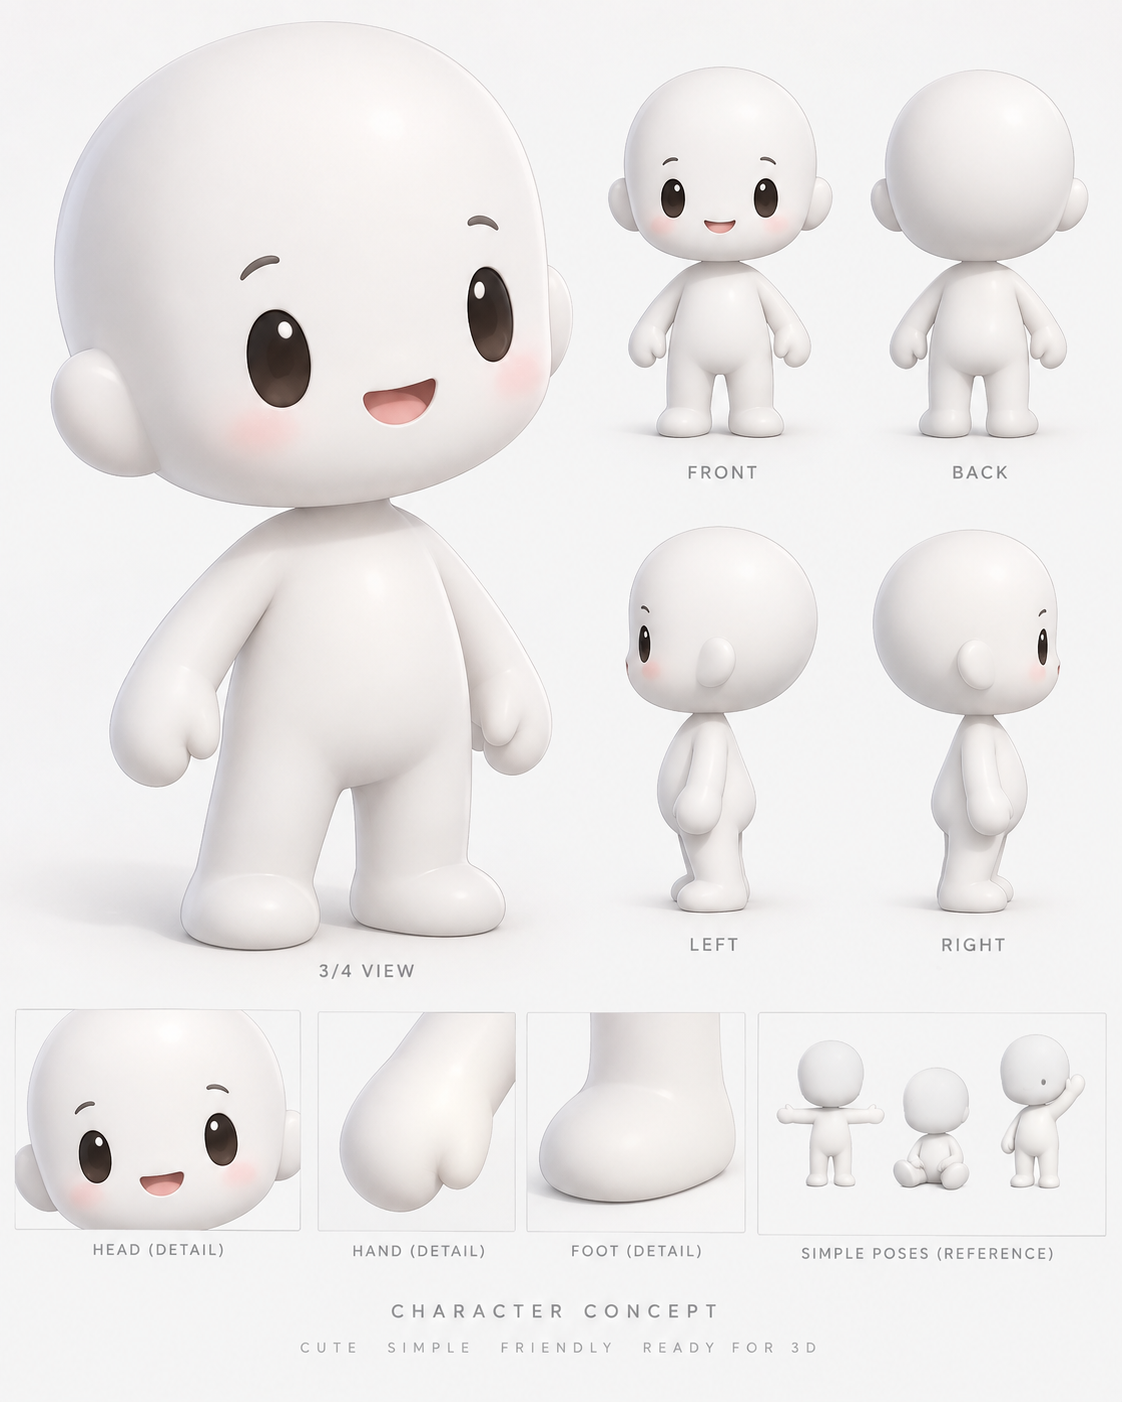 FRONT
BACK
LEFT
RIGHT
3/4 VIEW
HEAD (DETAIL)
HAND (DETAIL)
FOOT (DETAIL)
SIMPLE POSES (REFERENCE)
CHARACTER CONCEPT
CUTE SIMPLE FRIENDLY READY FOR 3D